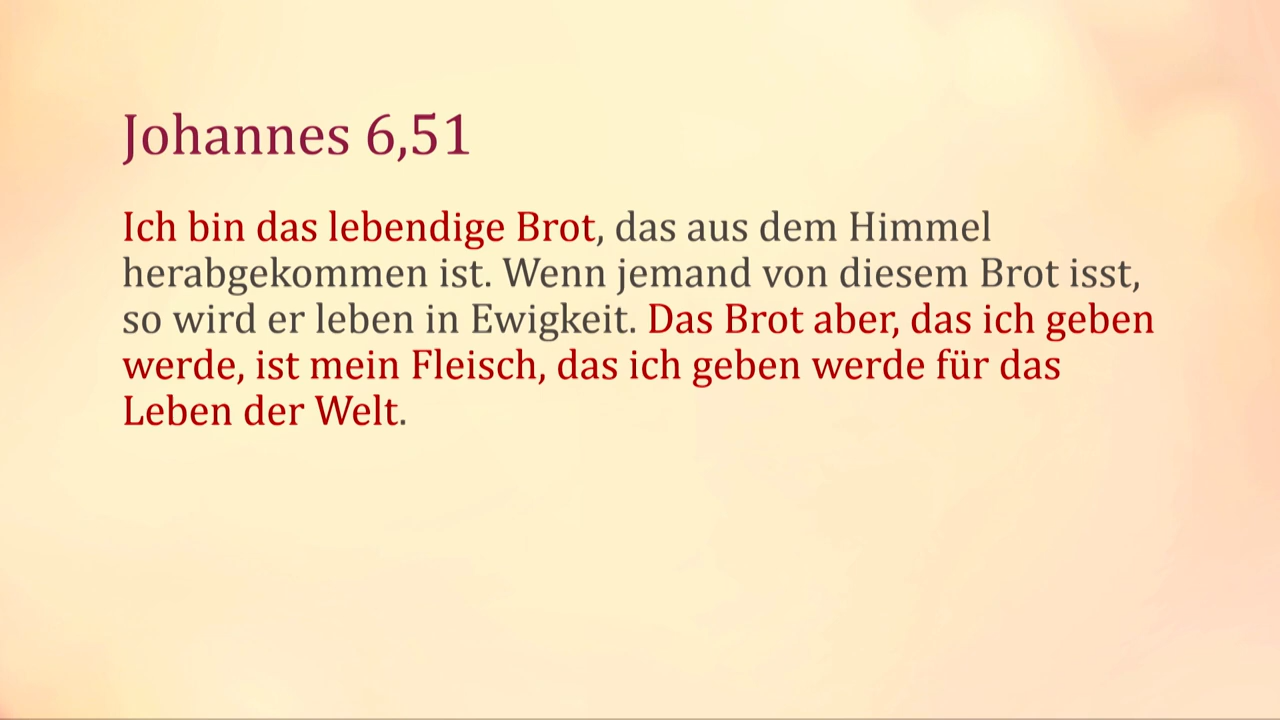 Johannes 6,51
Ich bin das lebendige Brot, das aus dem Himmel
herabgekommen ist. Wenn jemand von diesem Brot isst,
so wird er leben in Ewigkeit. Das Brot aber, das ich geben
werde, ist mein Fleisch, das ich geben werde für das
Leben der Welt.